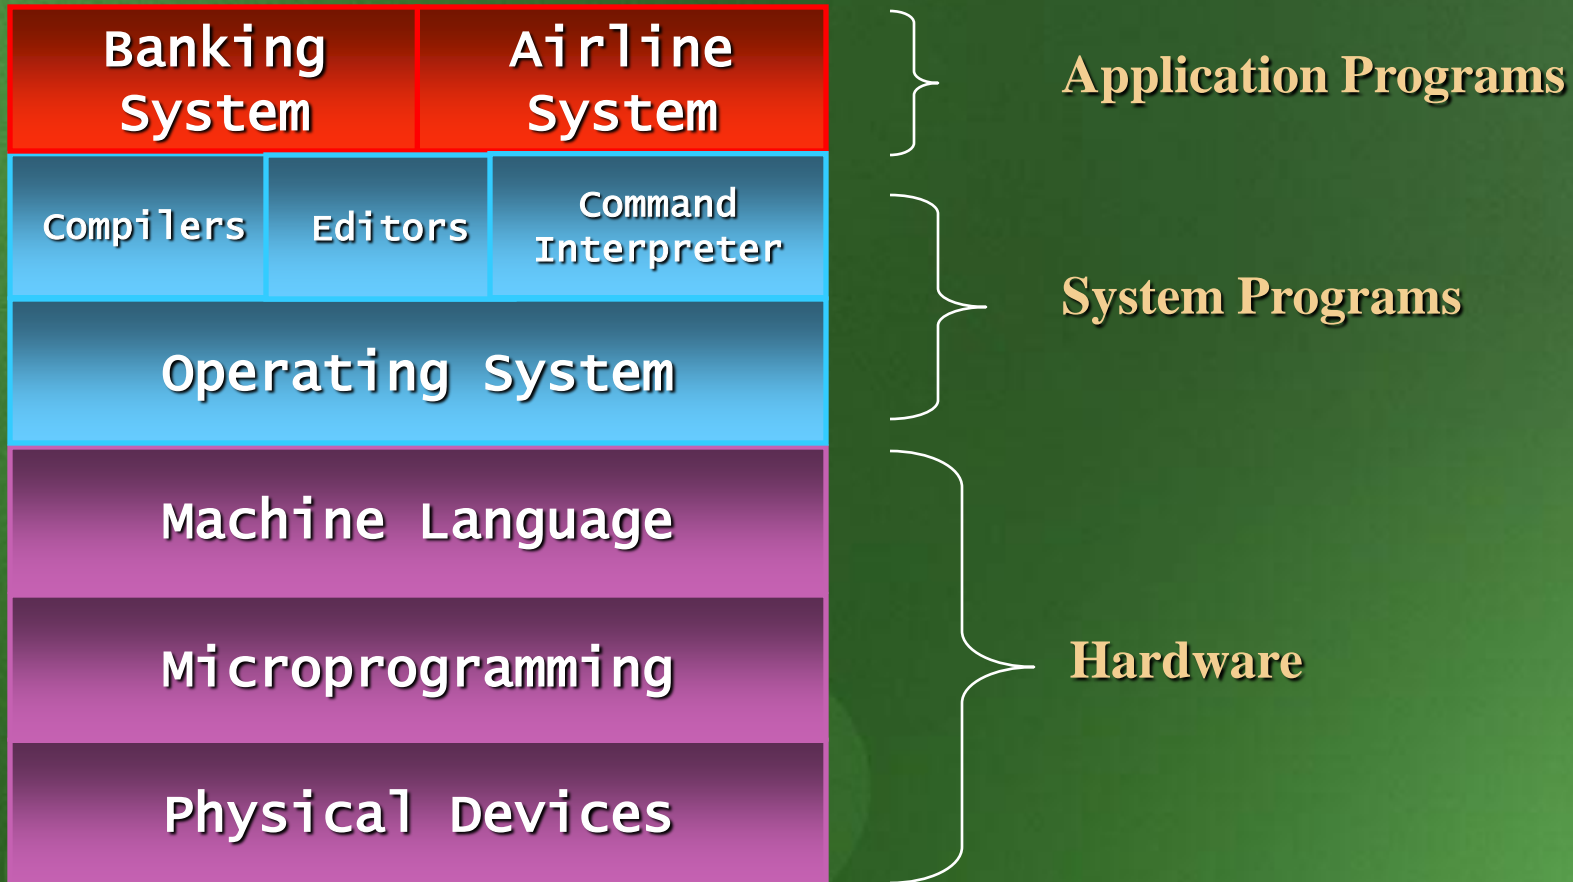 Banking
System
Airline
System
Application Programs
Compilers
Editors
Command
Interpreter
System Programs
Operating System
Machine Language
Microprogramming
Hardware
Physical Devices